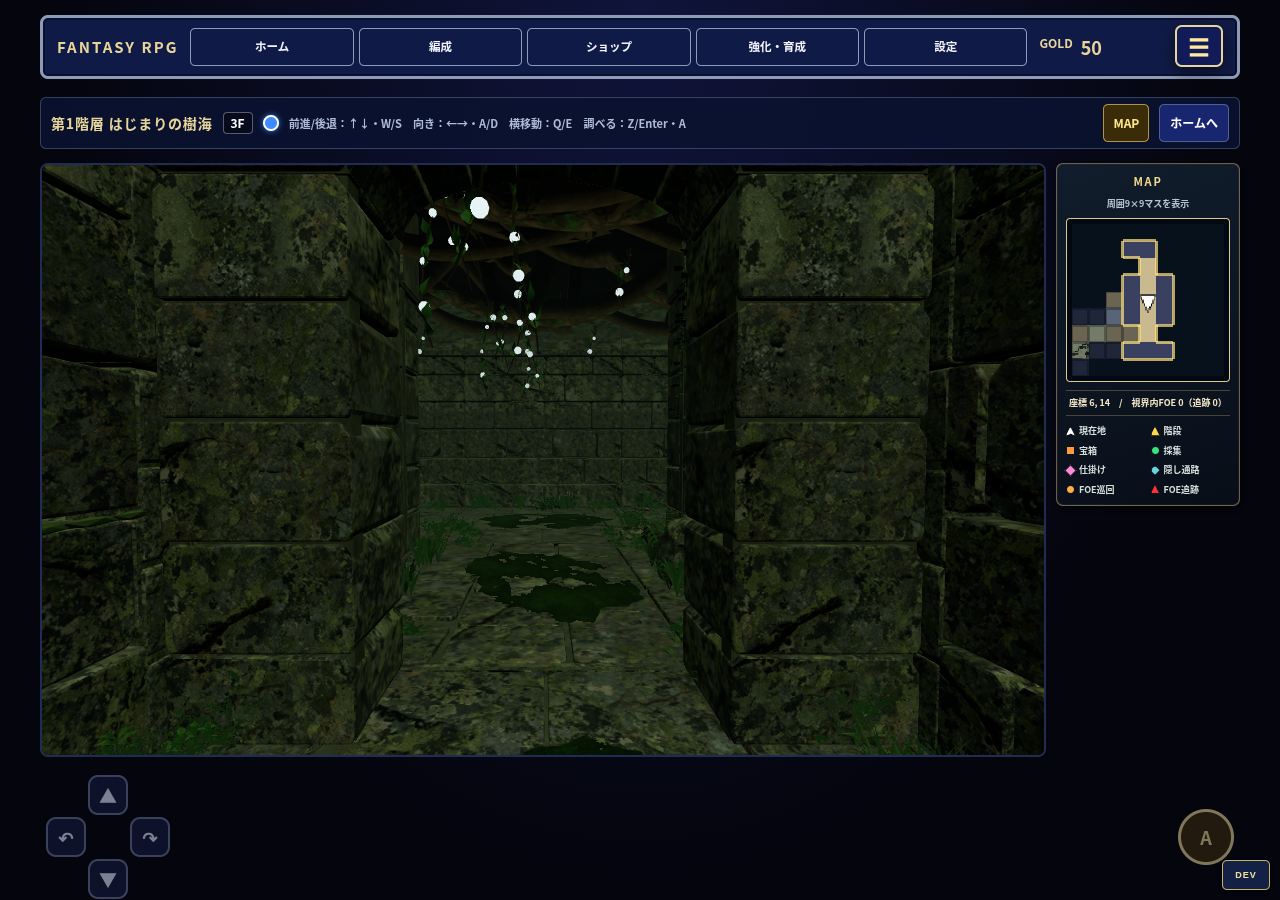 FANTASY RPG
ホーム
編成
ショップ
強化・育成
設定
GOLD 50
第1階層 はじまりの樹海
3F
前進/後退：↑↓・W/S　向き：←→・A/D　横移動：Q/E　調べる：Z/Enter・A
MAP
ホームへ
MAP
周囲9×9マスを表示
座標 6, 14　/　視界内FOE 0（追跡 0）
現在地
階段
宝箱
採集
仕掛け
隠し通路
FOE巡回
FOE追跡
A
DEV